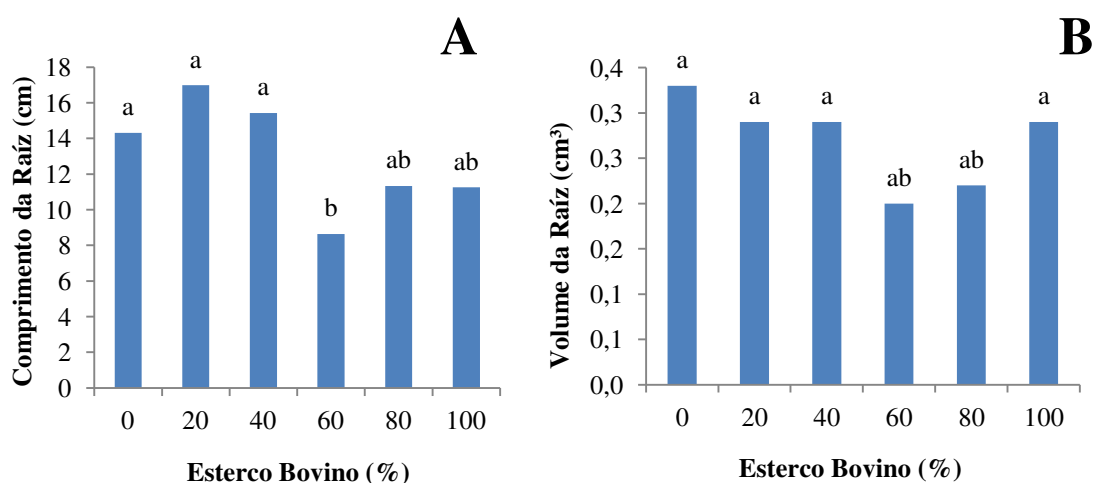 A
Comprimento da Raíz (cm)
18
16
14
12
10
8
6
4
2
0
a
a
a
b
ab
ab
0 20 40 60 80 100
Esterco Bovino (%)
B
Volume da Raíz (cm³)
0,4
0,3
0,3
0,2
0,2
0,1
0,1
0,0
a
a
a
ab
ab
a
0 20 40 60 80 100
Esterco Bovino (%)